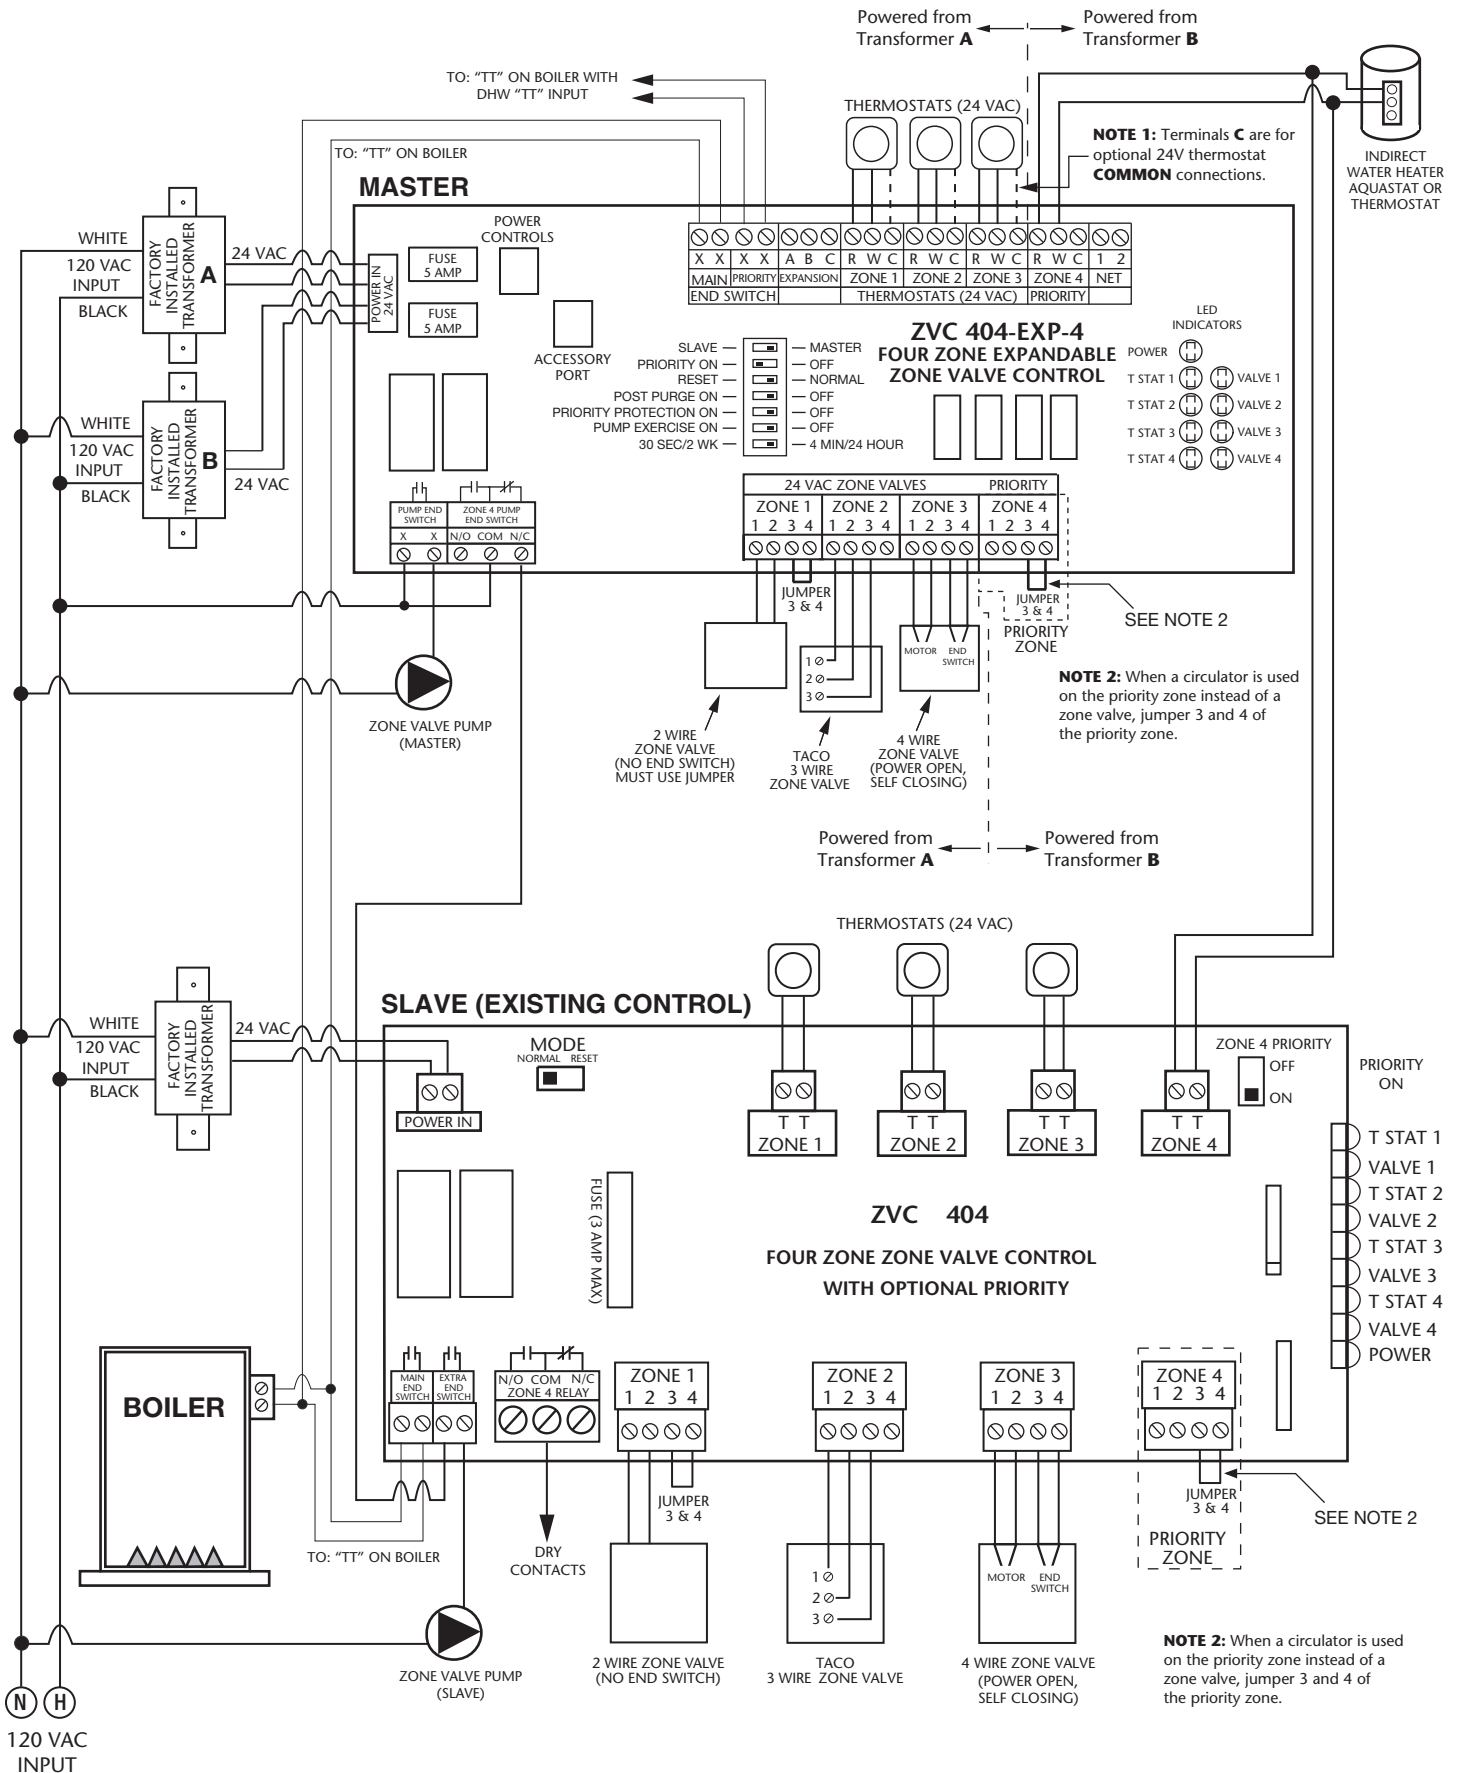 Powered from
Transformer A
Powered from
Transformer B
TO: “TT” ON BOILER WITH
DHW “TT” INPUT
THERMOSTATS (24 VAC)
NOTE 1: Terminals C are for
optional 24V thermostat
COMMON connections.
INDIRECT
WATER HEATER
AQUASTAT OR
THERMOSTAT
TO: “TT” ON BOILER
MASTER
WHITE
120 VAC
INPUT
BLACK
FACTORY
INSTALLED
TRANSFORMER
A
24 VAC
POWER IN
24 VAC
FUSE
5 AMP
FUSE
5 AMP
POWER
CONTROLS
ACCESSORY
PORT
X X X X A B C R W C R W C R W C R W C 1 2
MAIN PRIORITY EXPANSION ZONE 1 ZONE 2 ZONE 3 ZONE 4 NET
END SWITCH THERMOSTATS (24 VAC) PRIORITY
ZVC 404-EXP-4
FOUR ZONE EXPANDABLE
ZONE VALVE CONTROL
LED
INDICATORS
POWER
T STAT 1 VALVE 1
T STAT 2 VALVE 2
T STAT 3 VALVE 3
T STAT 4 VALVE 4
SLAVE MASTER
PRIORITY ON OFF
RESET NORMAL
POST PURGE ON OFF
PRIORITY PROTECTION ON OFF
PUMP EXERCISE ON OFF
30 SEC/2 WK 4 MIN/24 HOUR
WHITE
120 VAC
INPUT
BLACK
FACTORY
INSTALLED
TRANSFORMER
B
24 VAC
PUMP END
SWITCH
X X
ZONE 4 PUMP
END SWITCH
N/O COM N/C
24 VAC ZONE VALVES PRIORITY
ZONE 1 ZONE 2 ZONE 3 ZONE 4
1 2 3 4 1 2 3 4 1 2 3 4 1 2 3 4
JUMPER
3 & 4
JUMPER
3 & 4
PRIORITY
ZONE
SEE NOTE 2
1
2
3
MOTOR
END
SWITCH
NOTE 2: When a circulator is used
on the priority zone instead of a
zone valve, jumper 3 and 4 of
the priority zone.
ZONE VALVE PUMP
(MASTER)
2 WIRE
ZONE VALVE
(NO END SWITCH)
MUST USE JUMPER
TACO
3 WIRE
ZONE VALVE
4 WIRE
ZONE VALVE
(POWER OPEN,
SELF CLOSING)
Powered from
Transformer A
Powered from
Transformer B
THERMOSTATS (24 VAC)
SLAVE (EXISTING CONTROL)
WHITE
120 VAC
INPUT
BLACK
FACTORY
INSTALLED
TRANSFORMER
24 VAC
POWER IN
MODE
NORMAL RESET
T T
ZONE 1
T T
ZONE 2
T T
ZONE 3
T T
ZONE 4
ZONE 4 PRIORITY
OFF
ON
PRIORITY
ON
T STAT 1
VALVE 1
T STAT 2
VALVE 2
T STAT 3
VALVE 3
T STAT 4
VALVE 4
POWER
FUSE (3 AMP MAX)
ZVC 404
FOUR ZONE ZONE VALVE CONTROL
WITH OPTIONAL PRIORITY
BOILER
MAIN
END
SWITCH
EXTRA
END
SWITCH
N/O COM N/C
ZONE 4 RELAY
ZONE 1
1 2 3 4
ZONE 2
1 2 3 4
ZONE 3
1 2 3 4
ZONE 4
1 2 3 4
JUMPER
3 & 4
JUMPER
3 & 4
PRIORITY
ZONE
SEE NOTE 2
TO: “TT” ON BOILER
DRY
CONTACTS
1
2
3
MOTOR
END
SWITCH
ZONE VALVE PUMP
(SLAVE)
2 WIRE ZONE VALVE
(NO END SWITCH)
TACO
3 WIRE ZONE VALVE
4 WIRE ZONE VALVE
(POWER OPEN,
SELF CLOSING)
NOTE 2: When a circulator is used
on the priority zone instead of a
zone valve, jumper 3 and 4 of
the priority zone.
N H
120 VAC
INPUT